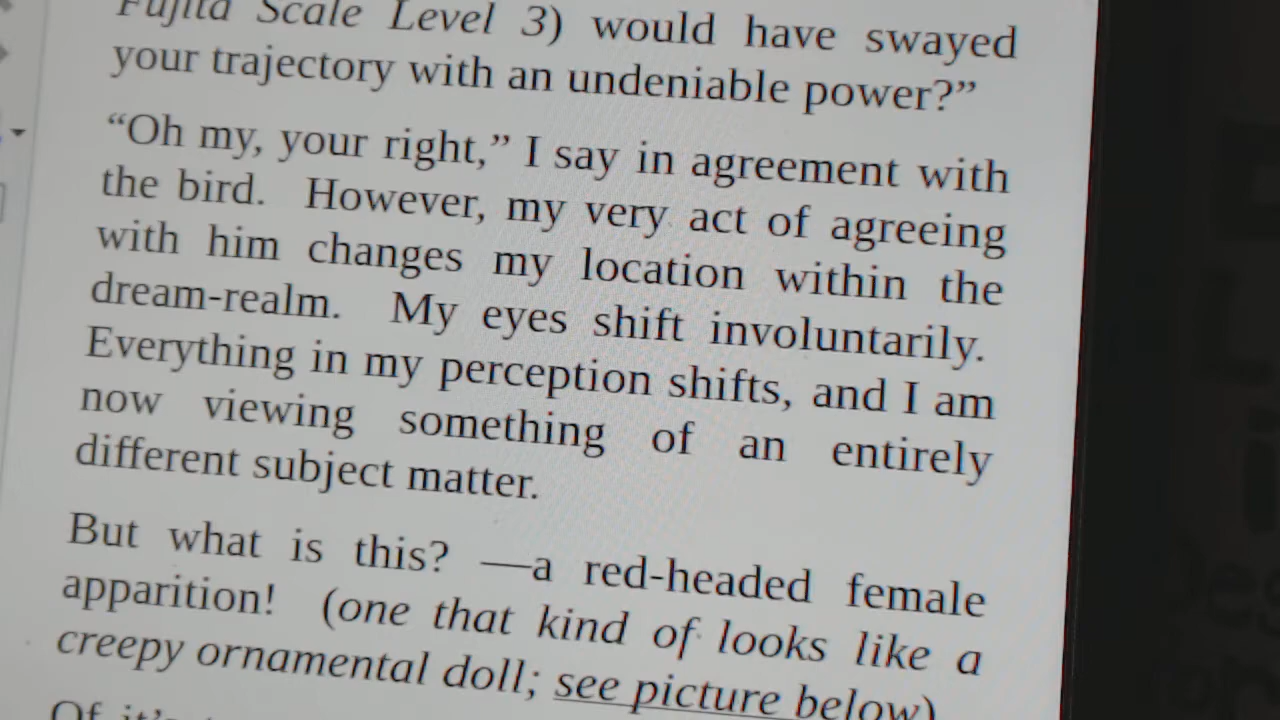 Fujita Scale Level 3) would have swayed
your trajectory with an undeniable power?”
“Oh my, your right,” I say in agreement with
the bird.  However, my very act of agreeing
with him changes my location within the
dream-realm.  My eyes shift involuntarily.
Everything in my perception shifts, and I am
now viewing something of an entirely
different subject matter.
But what is this? —a red-headed female
apparition!  (one that kind of looks like a
creepy ornamental doll; see picture below)
Of it’s